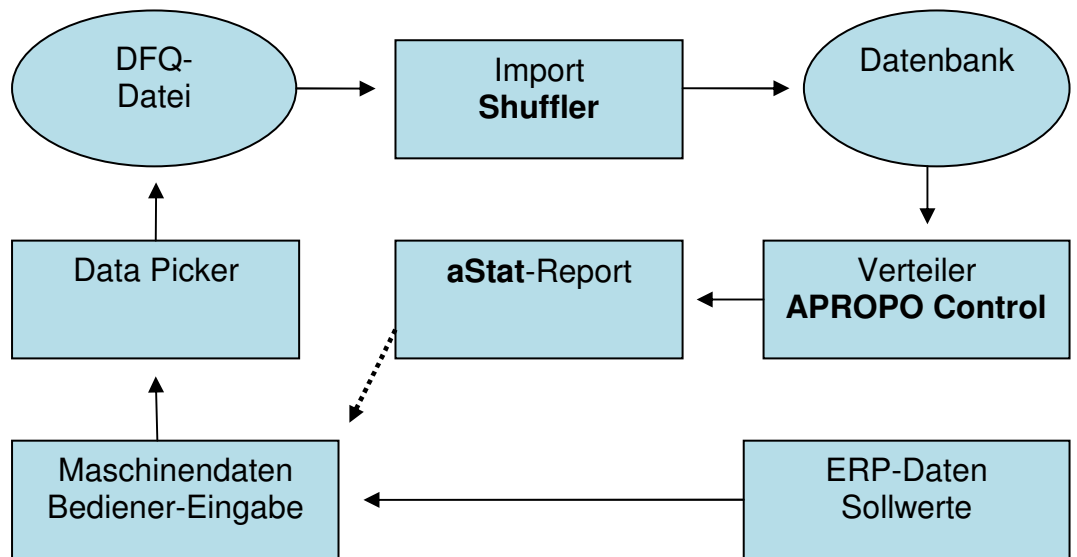 DFQ-
Datei
Import
Shuffler
Datenbank
Data Picker
aStat-Report
Verteiler
APROPO Control
Maschinendaten
Bediener-Eingabe
ERP-Daten
Sollwerte